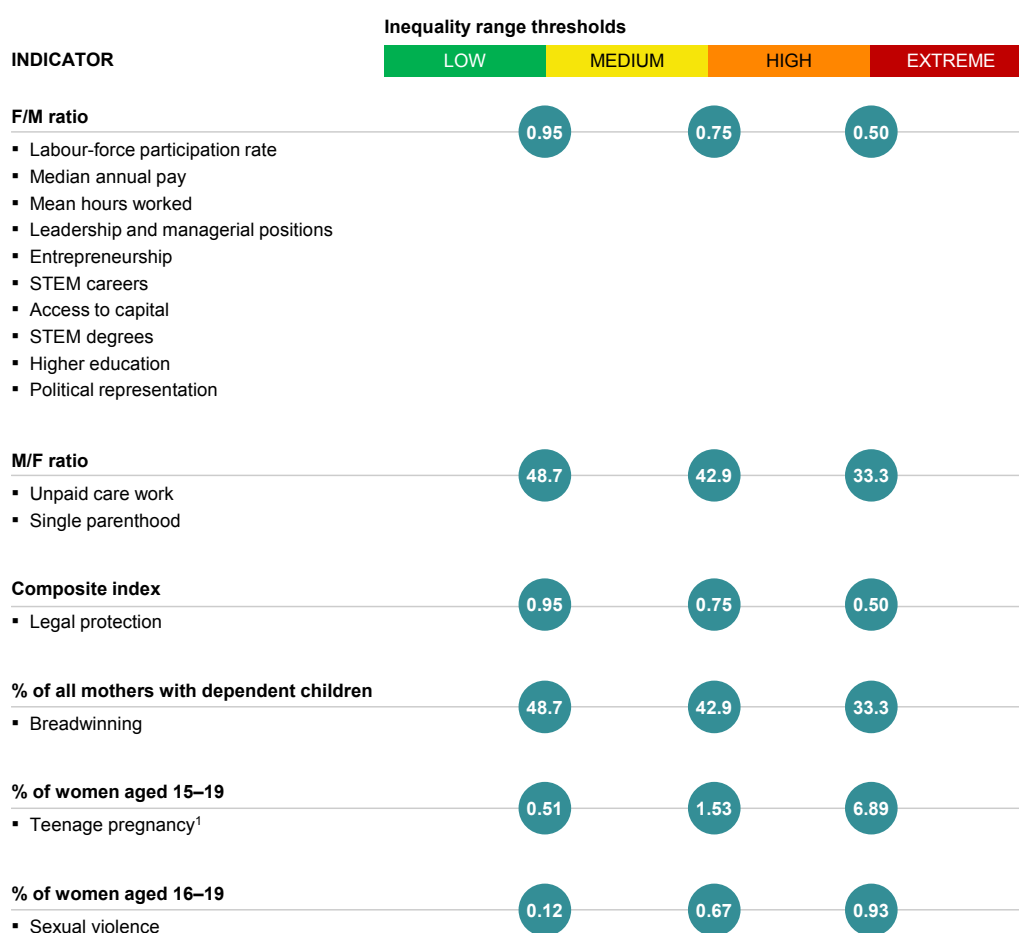 Inequality range thresholds
INDICATOR LOW MEDIUM HIGH EXTREME
F/M ratio 0.95 0.75 0.50
▪ Labour-force participation rate
▪ Median annual pay
▪ Mean hours worked
▪ Leadership and managerial positions
▪ Entrepreneurship
▪ STEM careers
▪ Access to capital
▪ STEM degrees
▪ Higher education
▪ Political representation
M/F ratio 48.7 42.9 33.3
▪ Unpaid care work
▪ Single parenthood
Composite index 0.95 0.75 0.50
▪ Legal protection
% of all mothers with dependent children 48.7 42.9 33.3
▪ Breadwinning
% of women aged 15–19 0.51 1.53 6.89
▪ Teenage pregnancy¹
% of women aged 16–19 0.12 0.67 0.93
▪ Sexual violence